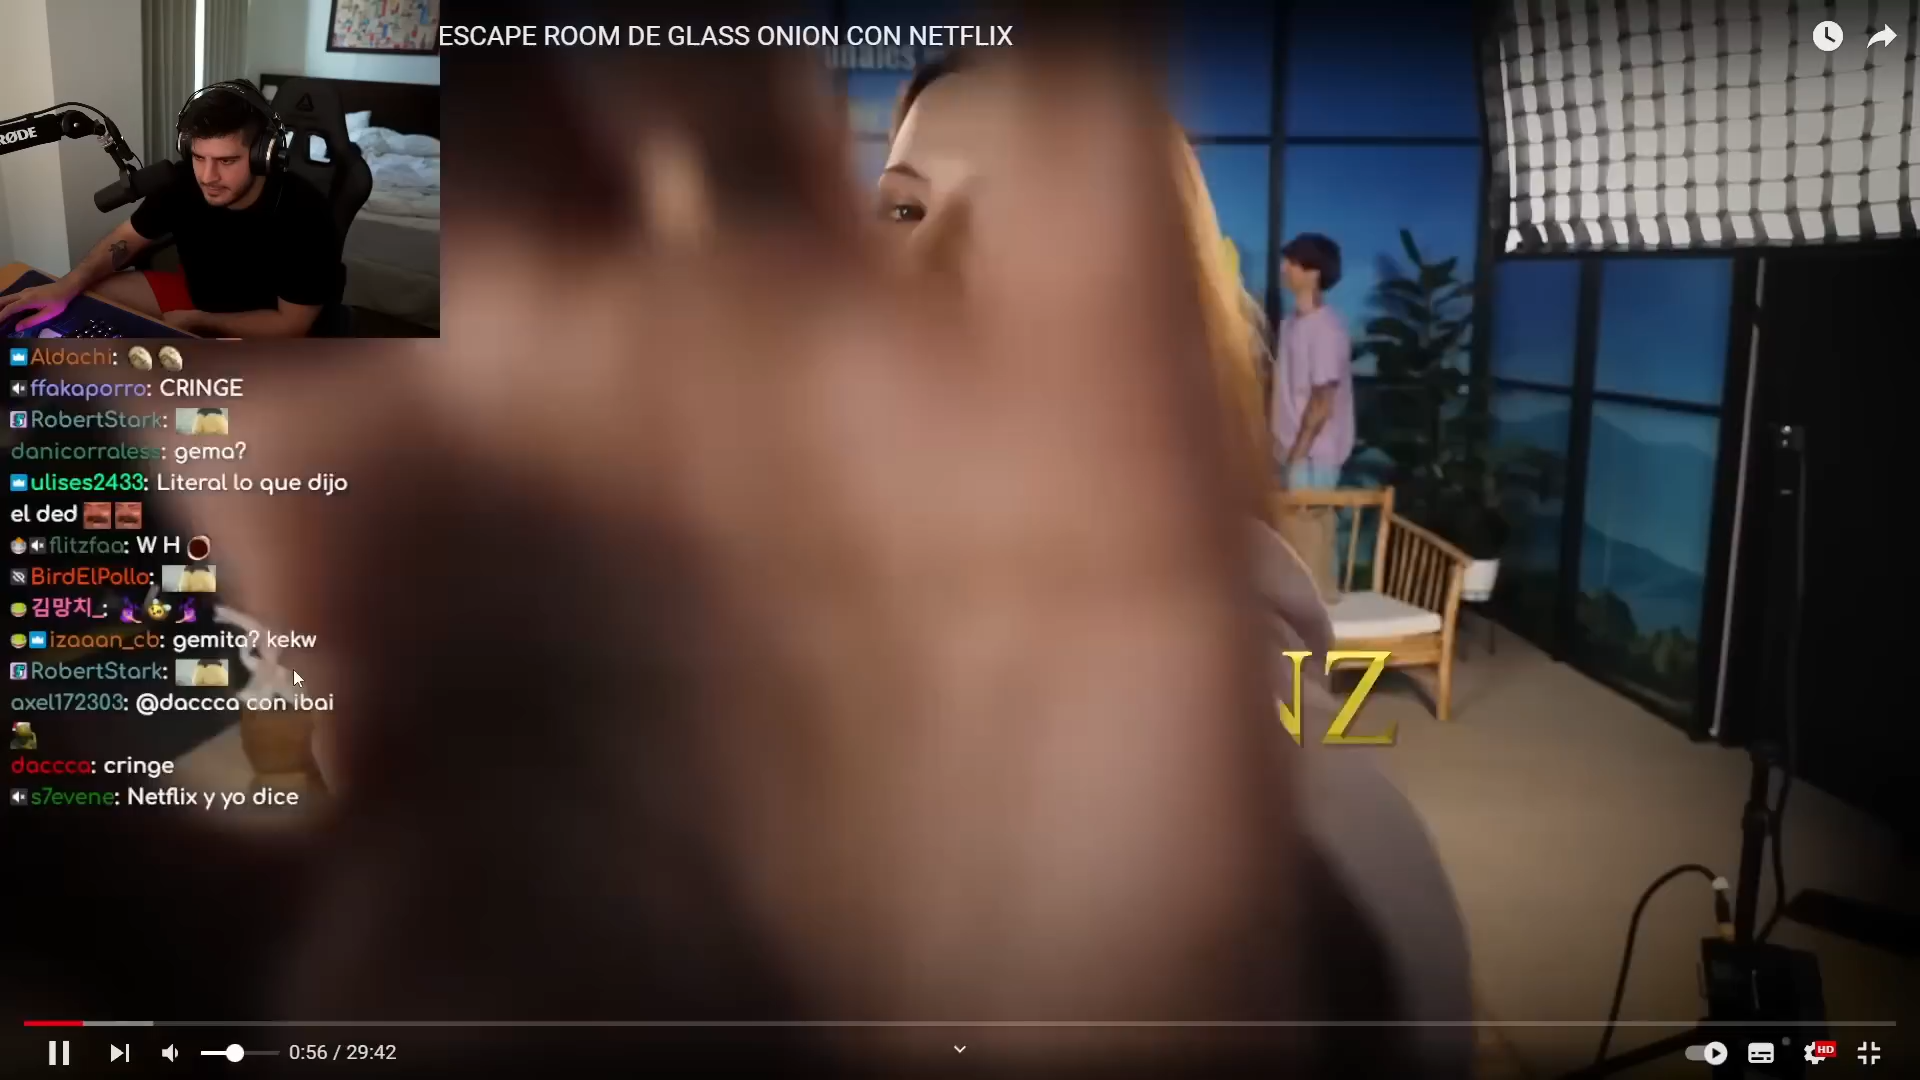 ESCAPE ROOM DE GLASS ONION CON NETFLIX
RØDE
Aldachi:
ffakaporro: CRINGE
RobertStark:
danicorraless: gema?
ulises2433: Literal lo que dijo
el ded
flitzfaa: W H
BirdElPollo:
김망치_:
izaaan_cb: gemita? kekw
RobertStark:
axel172303: @daccca con ibai
daccca: cringe
s7evene: Netflix y yo dice
NZ
0:56 / 29:42
HD